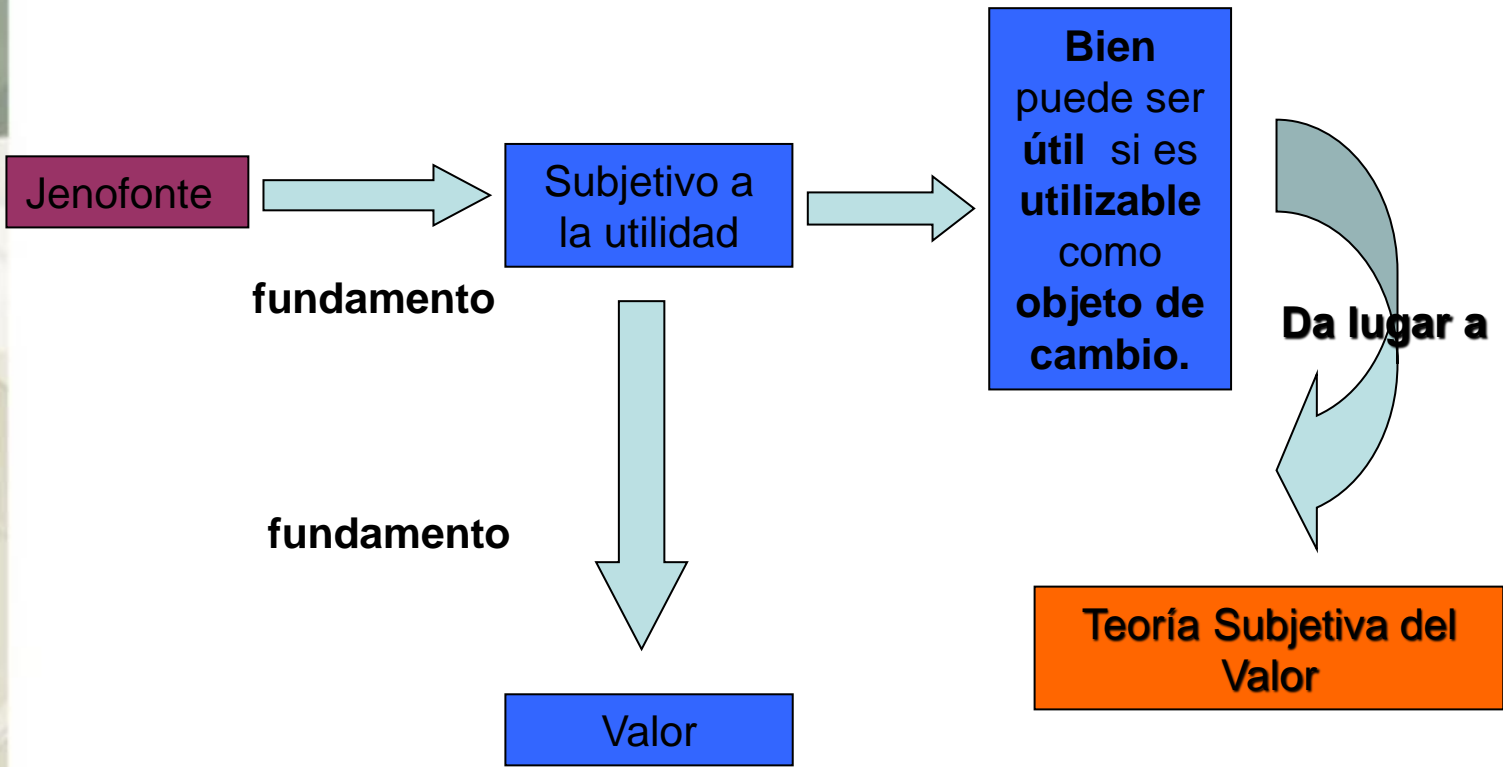 Jenofonte
fundamento
Subjetivo a
la utilidad
Bien
puede ser
útil si es
utilizable
como
objeto de
cambio.
Da lugar a
fundamento
Valor
Teoría Subjetiva del
Valor